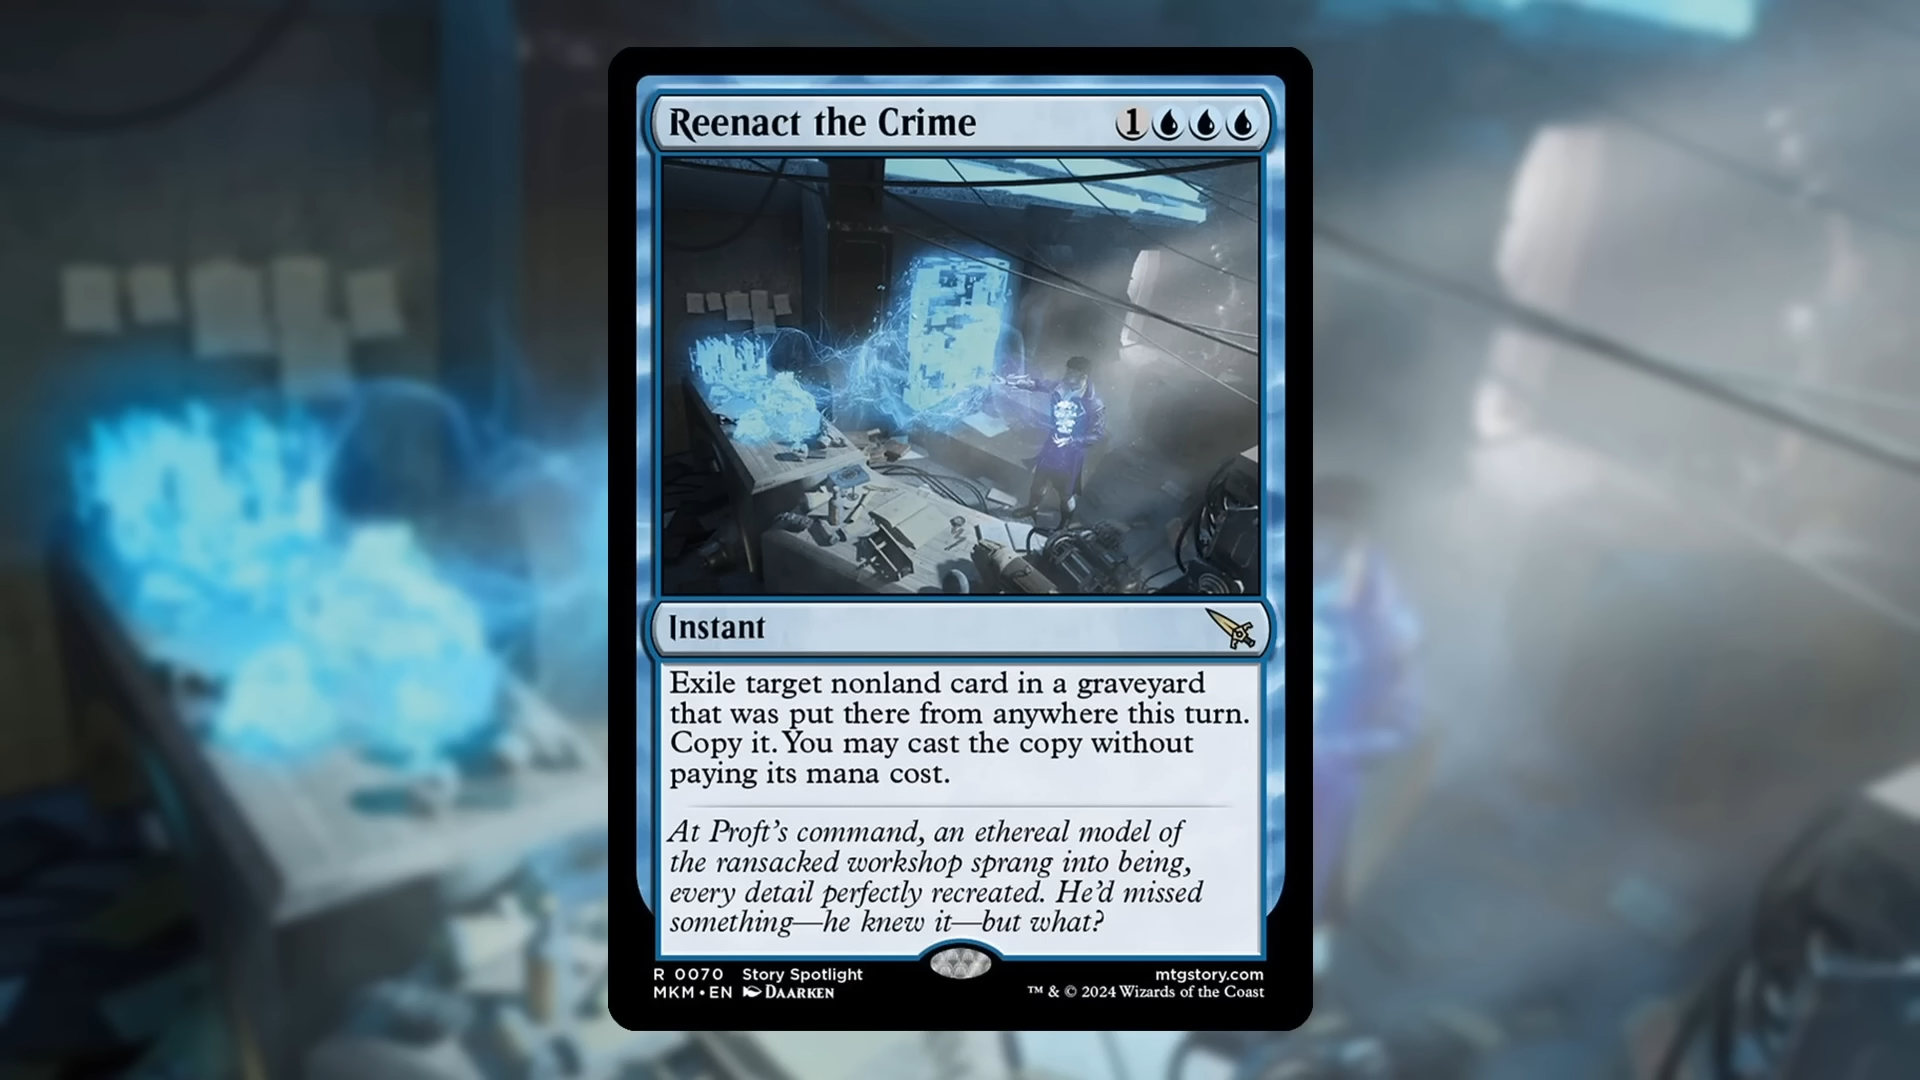 Reenact the Crime 1
Instant
Exile target nonland card in a graveyard
that was put there from anywhere this turn.
Copy it. You may cast the copy without
paying its mana cost.
At Proft's command, an ethereal model of
the ransacked workshop sprang into being,
every detail perfectly recreated. He'd missed
something—he knew it—but what?
R 0070 Story Spotlight mtgstory.com
MKM • EN DAARKEN ™ & © 2024 Wizards of the Coast